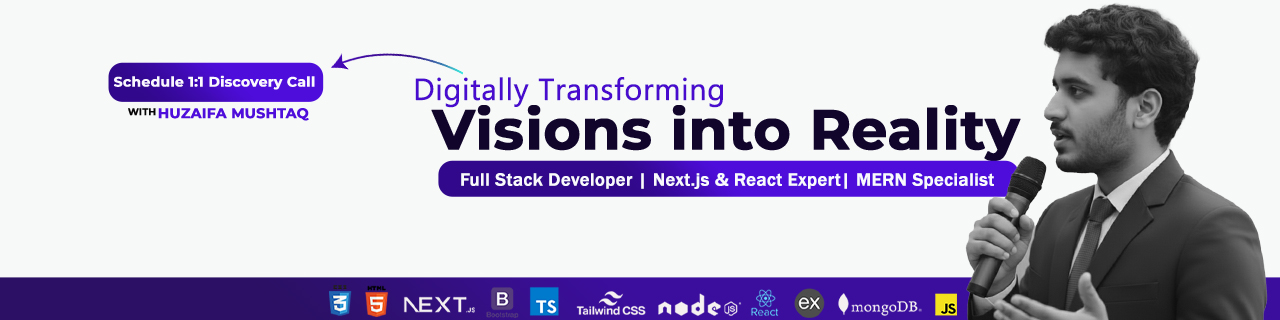 Schedule 1:1 Discovery Call
WITH HUZAIFA MUSHTAQ
Digitally Transforming
Visions into Reality
Full Stack Developer | Next.js & React Expert| MERN Specialist
3
HTML
5
NEXT.JS
B
Bootstrap
TS
Tailwind CSS
node
JS
React
ex
mongoDB.
JS